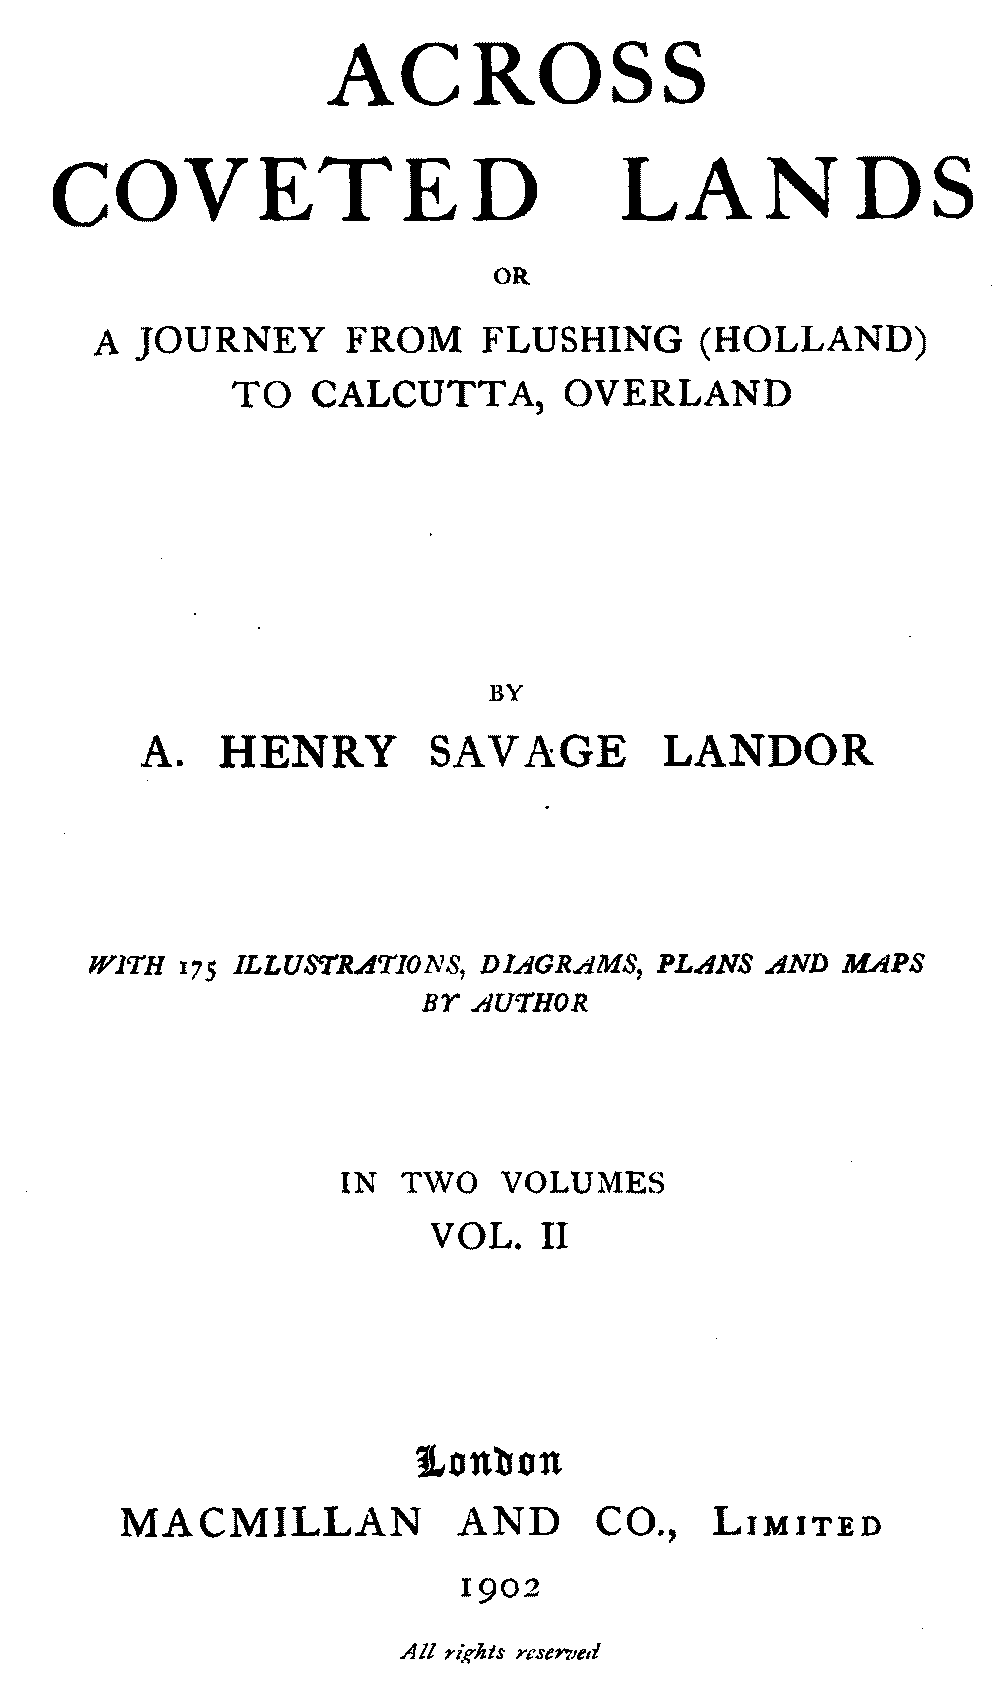 ACROSS
COVETED LANDS
OR
A JOURNEY FROM FLUSHING (HOLLAND)
TO CALCUTTA, OVERLAND
BY
A. HENRY SAVAGE LANDOR
WITH 175 ILLUSTRATIONS, DIAGRAMS, PLANS AND MAPS
BY AUTHOR
IN TWO VOLUMES
VOL. II
London
MACMILLAN AND CO., LIMITED
1902
All rights reserved